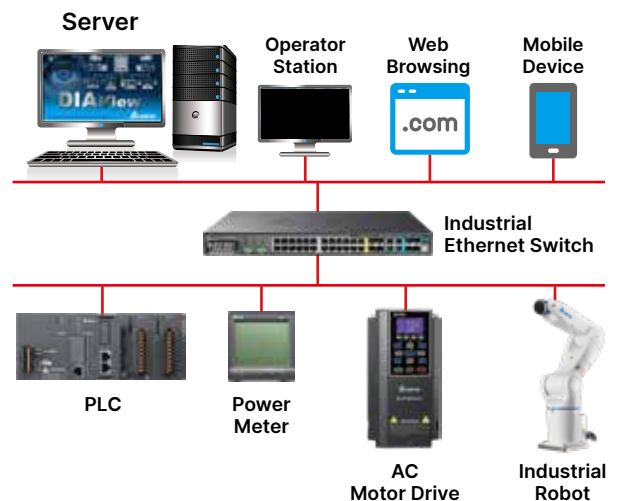 Server
Operator
Station
Web
Browsing
Mobile
Device
DIAView
.com
Industrial
Ethernet Switch
PLC
Power
Meter
AC
Motor Drive
Industrial
Robot